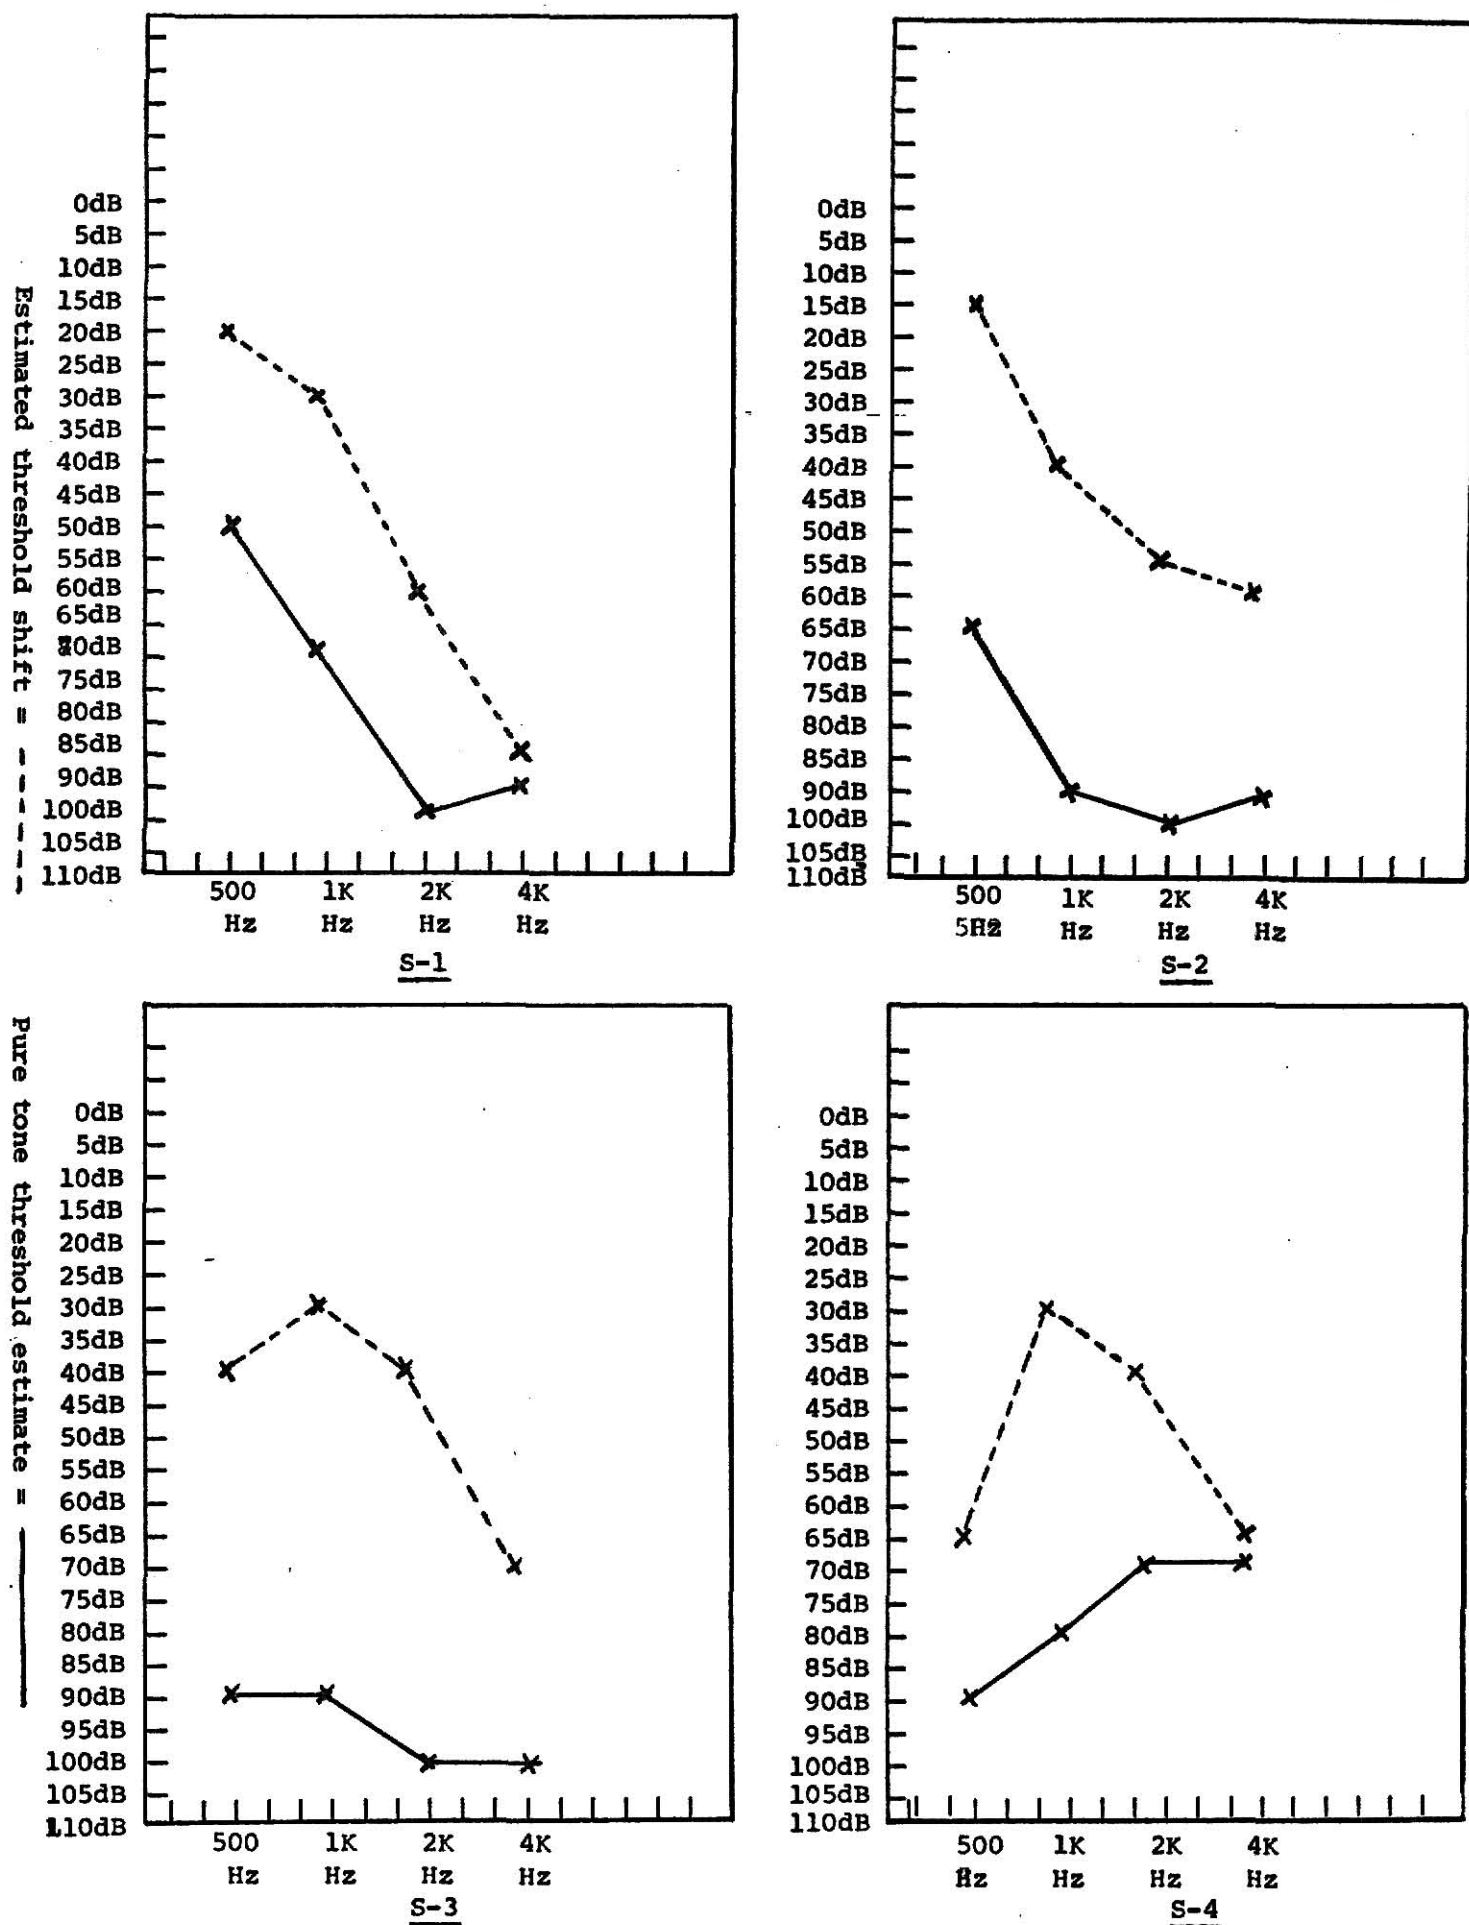 Estimated threshold shift = -----
0dB
5dB
10dB
15dB
20dB
25dB
30dB
35dB
40dB
45dB
50dB
55dB
60dB
65dB
70dB
75dB
80dB
85dB
90dB
100dB
105dB
110dB
500 1K 2K 4K
Hz Hz Hz Hz
S-1
0dB
5dB
10dB
15dB
20dB
25dB
30dB
35dB
40dB
45dB
50dB
55dB
60dB
65dB
70dB
75dB
80dB
85dB
90dB
100dB
105dB
110dB
500 1K 2K 4K
Hz Hz Hz
S-2
Pure tone threshold estimate =
0dB
5dB
10dB
15dB
20dB
25dB
30dB
35dB
40dB
45dB
50dB
55dB
60dB
65dB
70dB
75dB
80dB
85dB
90dB
95dB
100dB
105dB
110dB
500 1K 2K 4K
Hz Hz Hz Hz
S-3
0dB
5dB
10dB
15dB
20dB
25dB
30dB
35dB
40dB
45dB
50dB
55dB
60dB
65dB
70dB
75dB
80dB
85dB
90dB
95dB
100dB
105dB
110dB
500 1K 2K 4K
Hz Hz Hz Hz
S-4